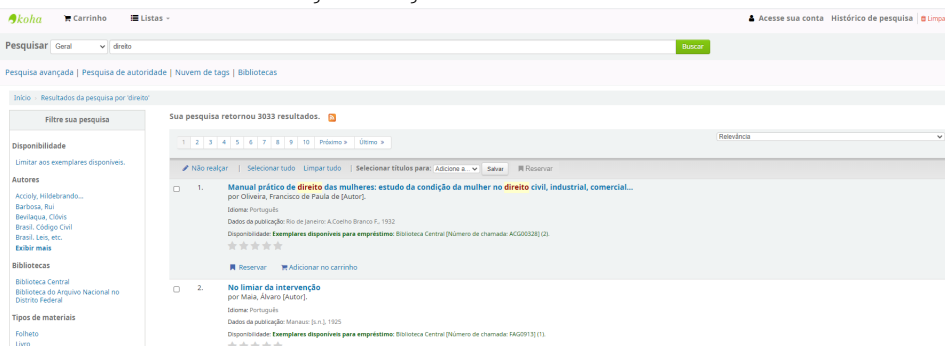 koha Carrinho Listas Acesse sua conta Histórico de pesquisa Limpa
Pesquisar Geral direito Buscar
Pesquisa avançada | Pesquisa de autoridade | Nuvem de tags | Bibliotecas
Início › Resultados da pesquisa por 'direito'
Filtre sua pesquisa
Disponibilidade
Limitar aos exemplares disponíveis.
Autores
Accioly, Hildebrando...
Barbosa, Rui
Bevilaqua, Clóvis
Brasil. Código Civil
Brasil. Leis, etc.
Exibir mais
Bibliotecas
Biblioteca Central
Biblioteca do Arquivo Nacional no
Distrito Federal
Tipos de materiais
Folheto
Livro
Sua pesquisa retornou 3033 resultados.
1 2 3 4 5 6 7 8 9 10 Próximo » Último »
Relevância
Não realçar | Selecionar tudo Limpar tudo | Selecionar títulos para: Adicione a... Salvar Reservar
1. Manual prático de direito das mulheres: estudo da condição da mulher no direito civil, industrial, comercial...
por Oliveira, Francisco de Paula de [Autor].
Idioma: Português
Dados da publicação: Rio de Janeiro: A.Coelho Branco F., 1932
Disponibilidade: Exemplares disponíveis para empréstimo: Biblioteca Central [Número de chamada: ACG00328] (2).
Reservar Adicionar no carrinho
2. No limiar da intervenção
por Maia, Álvaro [Autor].
Idioma: Português
Dados da publicação: Manaus: [s.n.], 1925
Disponibilidade: Exemplares disponíveis para empréstimo: Biblioteca Central [Número de chamada: FAG0913] (1).